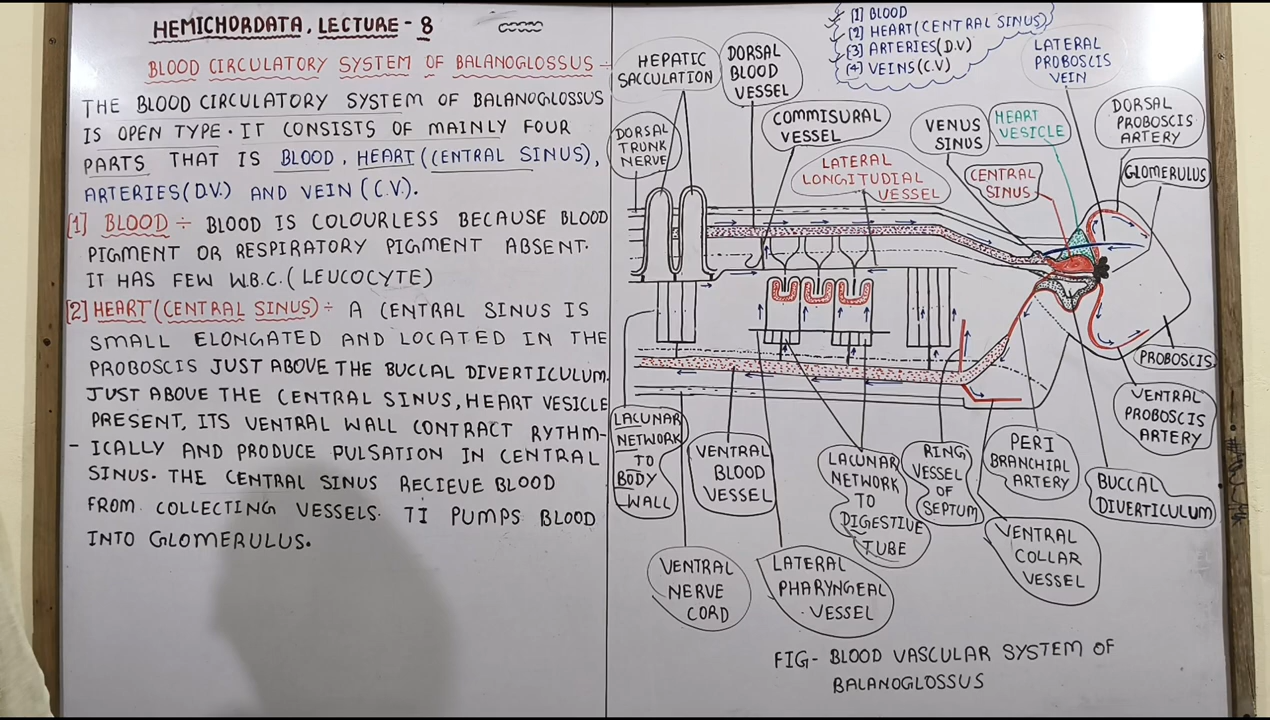 HEMICHORDATA, LECTURE - 8
BLOOD CIRCULATORY SYSTEM OF BALANOGLOSSUS ÷
THE BLOOD CIRCULATORY SYSTEM OF BALANOGLOSSUS
IS OPEN TYPE. IT CONSISTS OF MAINLY FOUR
PARTS THAT IS BLOOD, HEART (CENTRAL SINUS),
ARTERIES(D.V.) AND VEIN (C.V.).
[1] BLOOD ÷ BLOOD IS COLOURLESS BECAUSE BLOOD
PIGMENT OR RESPIRATORY PIGMENT ABSENT.
IT HAS FEW W.B.C. (LEUCOCYTE)
[2] HEART (CENTRAL SINUS) ÷ A CENTRAL SINUS IS
SMALL ELONGATED AND LOCATED IN THE
PROBOSCIS JUST ABOVE THE BUCCAL DIVERTICULUM.
JUST ABOVE THE CENTRAL SINUS, HEART VESICLE
PRESENT, ITS VENTRAL WALL CONTRACT RYTHM-
- ICALLY AND PRODUCE PULSATION IN CENTRAL
SINUS. THE CENTRAL SINUS RECIEVE BLOOD
FROM COLLECTING VESSELS. TI PUMPS BLOOD
INTO GLOMERULUS.
[1] BLOOD
[2] HEART (CENTRAL SINUS)
[3] ARTERIES (D.V)
[4] VEINS (C.V)
HEPATIC
SACCULATION
DORSAL
BLOOD
VESSEL
LATERAL
PROBOSCIS
VEIN
DORSAL
TRUNK
NERVE
COMMISURAL
VESSEL
LATERAL
LONGITUDIAL
VESSEL
VENUS
SINUS
HEART
VESICLE
CENTRAL
SINUS
DORSAL
PROBOSCIS
ARTERY
GLOMERULUS
PROBOSCIS
VENTRAL
PROBOSCIS
ARTERY
LACUNAR
NETWORK
TO
BODY
WALL
VENTRAL
BLOOD
VESSEL
LACUNAR
NETWORK
TO
DIGESTIVE
TUBE
RING
VESSEL
OF
SEPTUM
PERI
BRANCHIAL
ARTERY
BUCCAL
DIVERTICULUM
VENTRAL
NERVE
CORD
LATERAL
PHARYNGEAL
VESSEL
VENTRAL
COLLAR
VESSEL
FIG- BLOOD VASCULAR SYSTEM OF
BALANOGLOSSUS